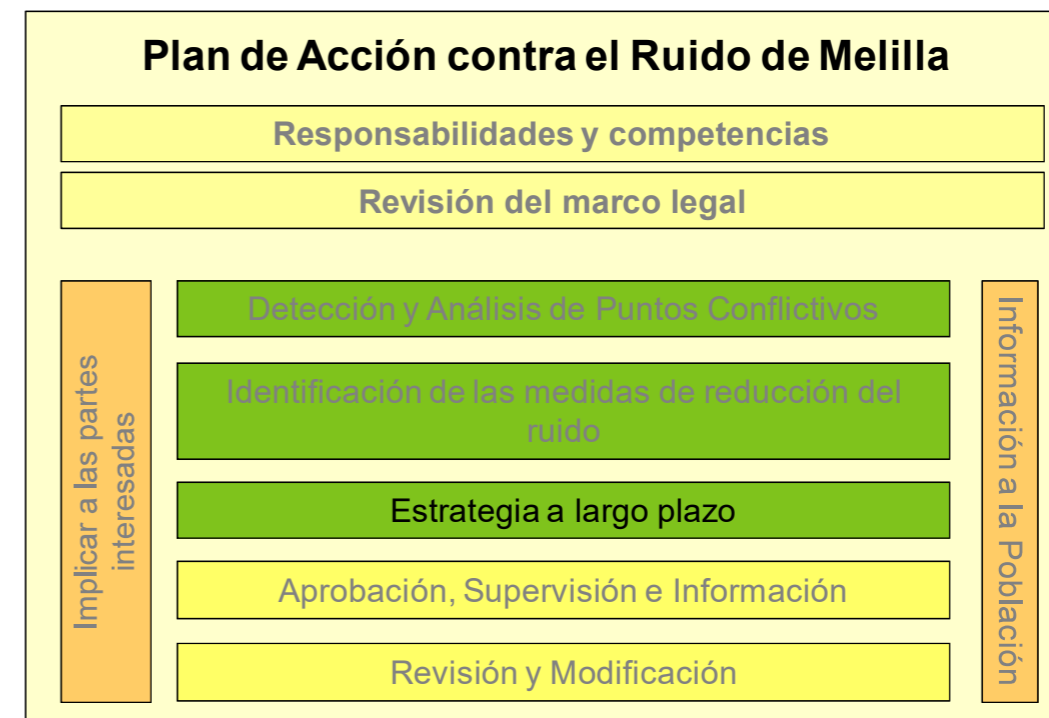 Plan de Acción contra el Ruido de Melilla
Responsabilidades y competencias
Revisión del marco legal
Implicar a las partes
interesadas
Detección y Análisis de Puntos Conflictivos
Identificación de las medidas de reducción del
ruido
Estrategia a largo plazo
Aprobación, Supervisión e Información
Revisión y Modificación
Información a la Población